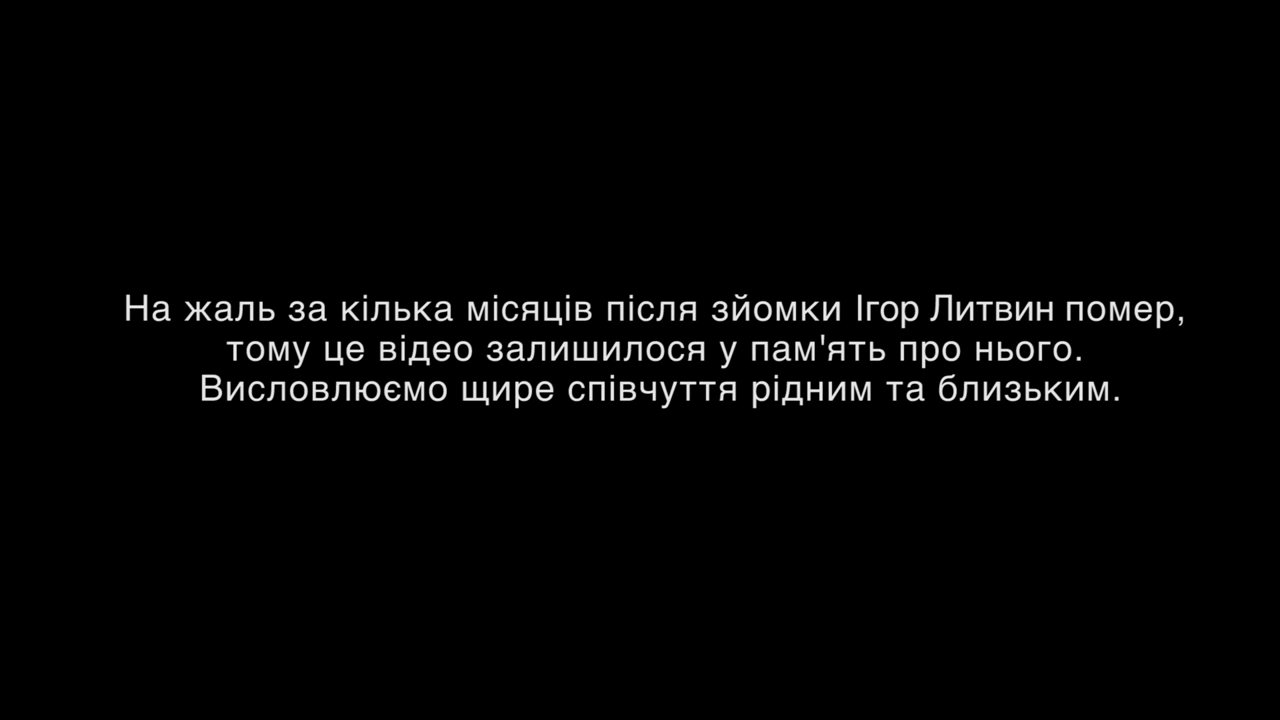 На жаль за кілька місяців після зйомки Ігор Литвин помер,
тому це відео залишилося у пам'ять про нього.
Висловлюємо щире співчуття рідним та близьким.